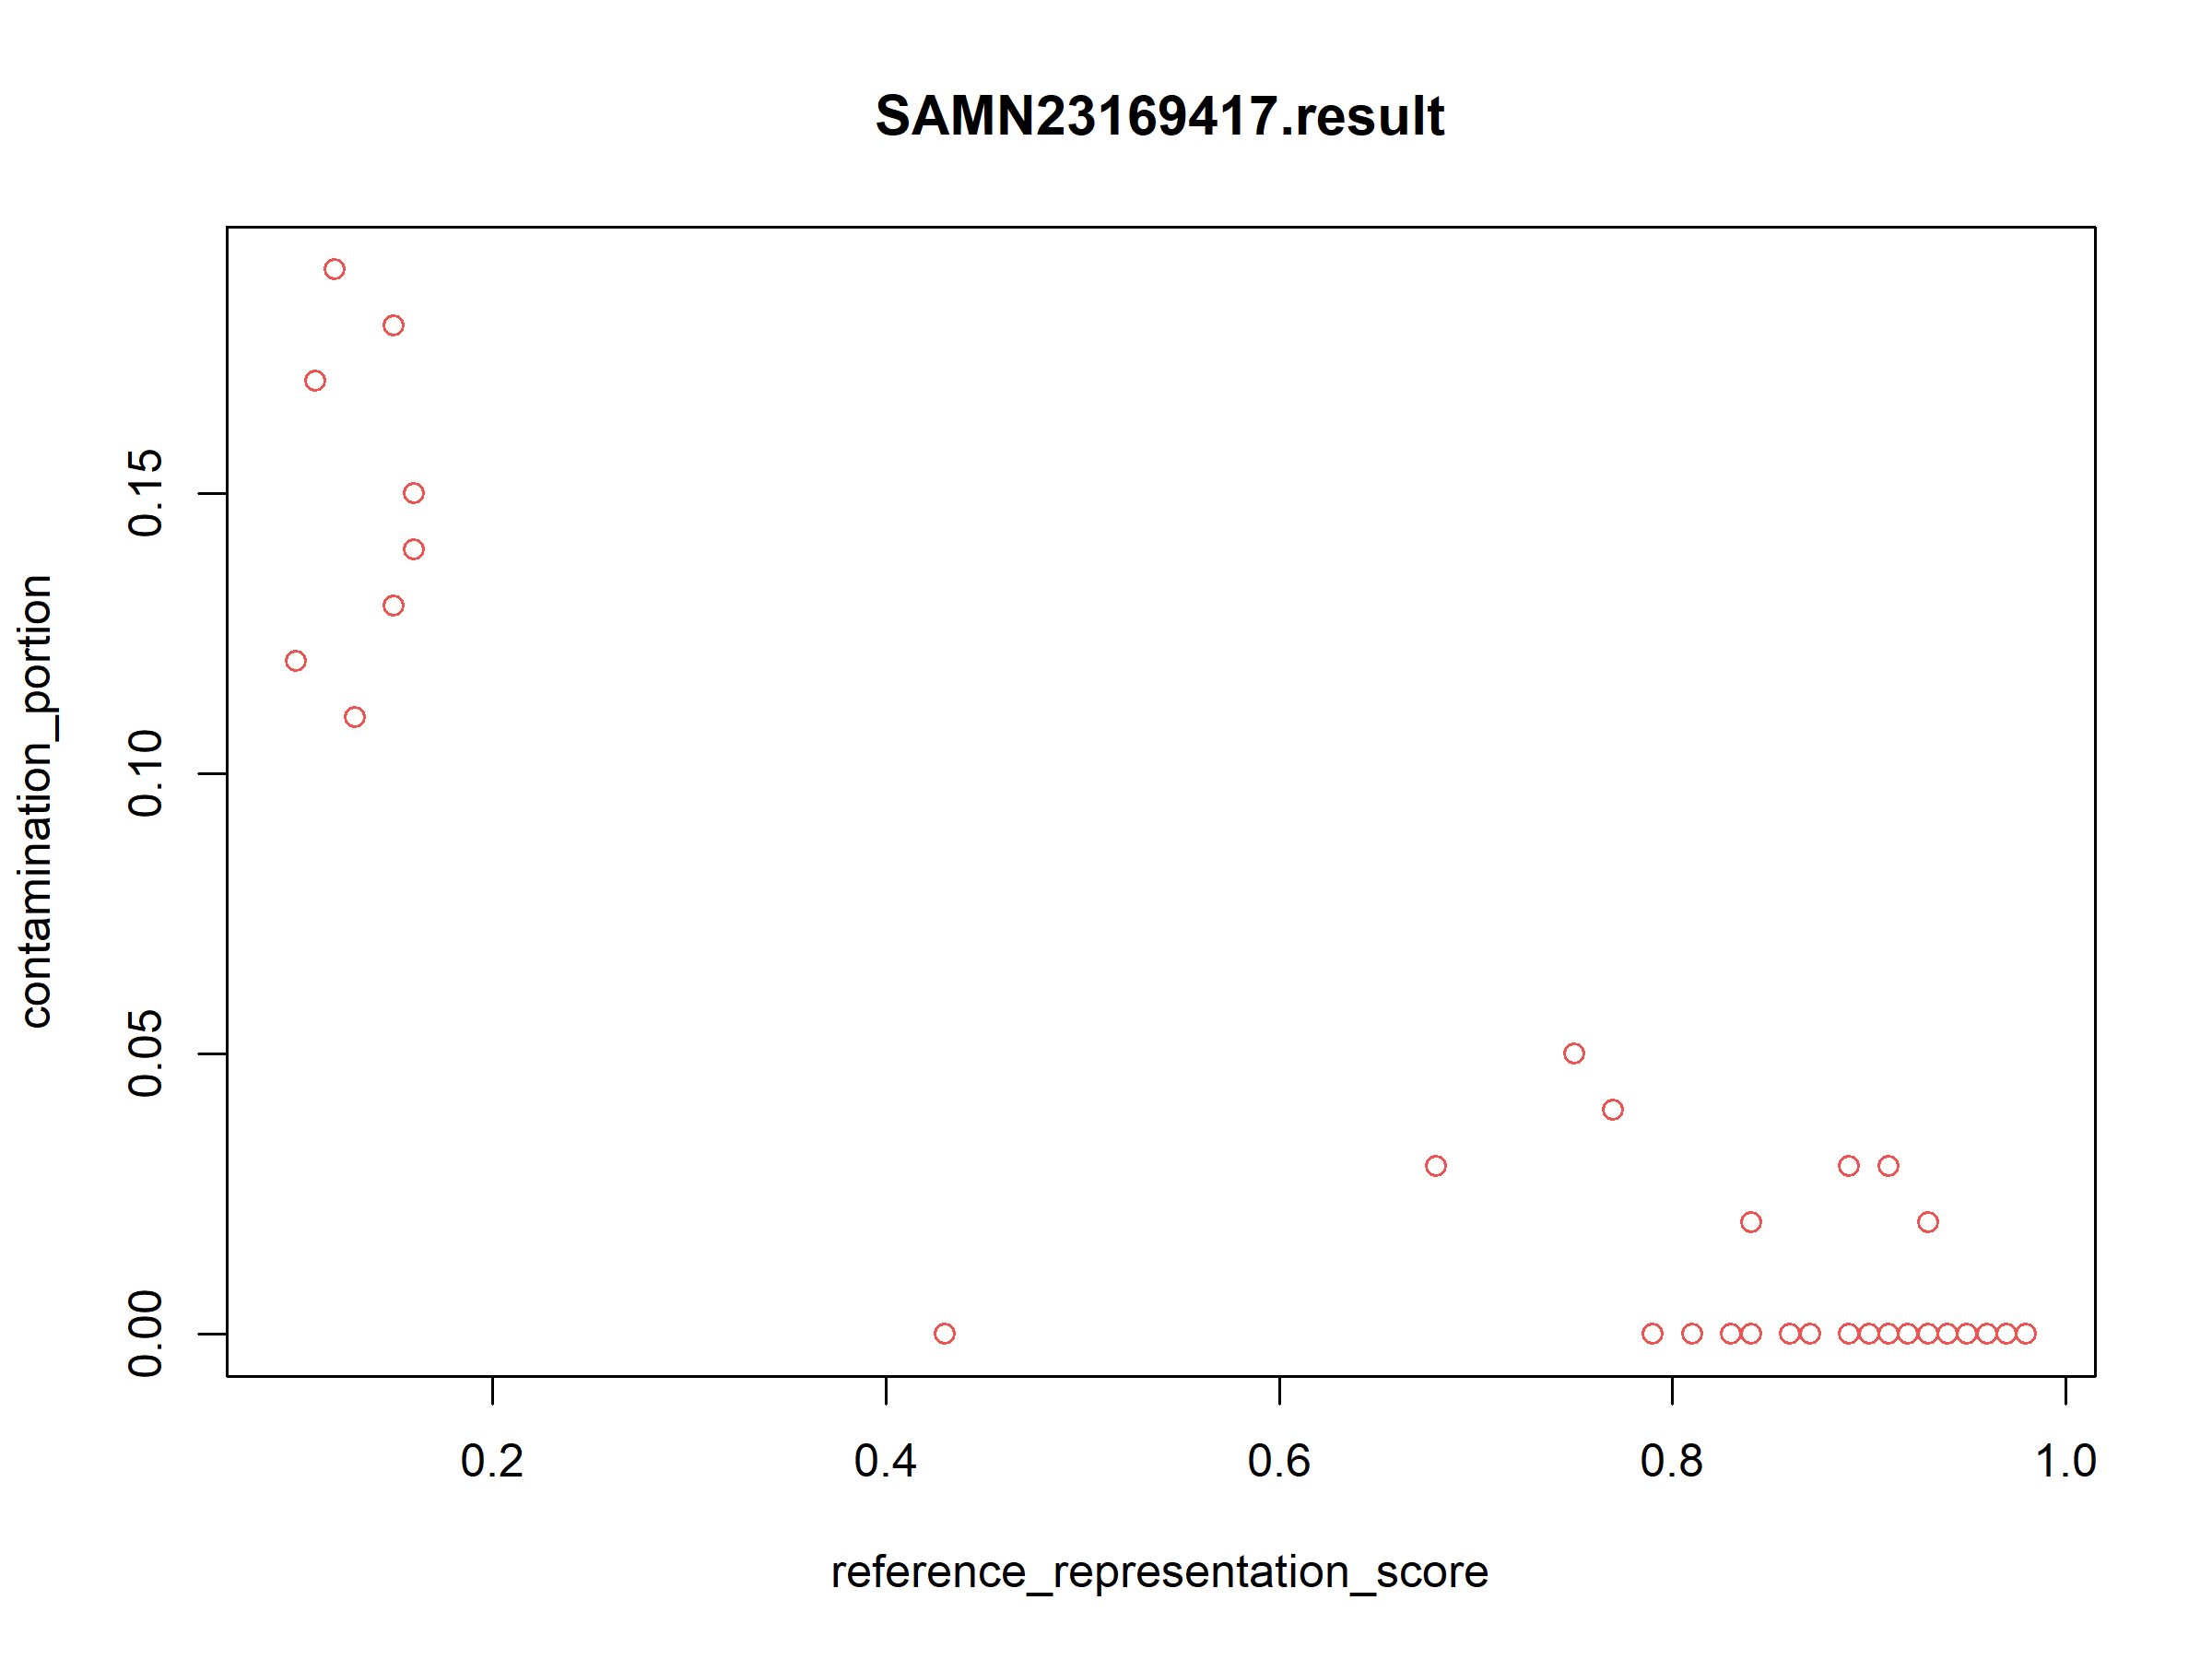 SAMN23169417.result
contamination_portion
0.15
0.10
0.05
0.00
0.2 0.4 0.6 0.8 1.0
reference_representation_score